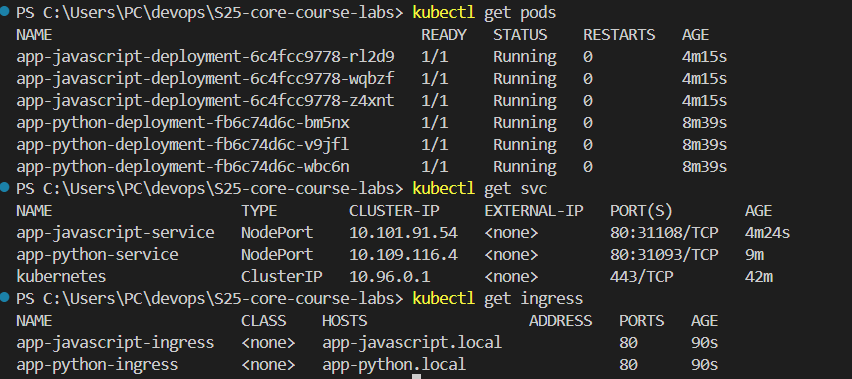 PS C:\Users\PC\devops\S25-core-course-labs> kubectl get pods
NAME READY STATUS RESTARTS AGE
app-javascript-deployment-6c4fcc9778-rl2d9 1/1 Running 0 4m15s
app-javascript-deployment-6c4fcc9778-wqbzf 1/1 Running 0 4m15s
app-javascript-deployment-6c4fcc9778-z4xnt 1/1 Running 0 4m15s
app-python-deployment-fb6c74d6c-bm5nx 1/1 Running 0 8m39s
app-python-deployment-fb6c74d6c-v9jfl 1/1 Running 0 8m39s
app-python-deployment-fb6c74d6c-wbc6n 1/1 Running 0 8m39s
PS C:\Users\PC\devops\S25-core-course-labs> kubectl get svc
NAME TYPE CLUSTER-IP EXTERNAL-IP PORT(S) AGE
app-javascript-service NodePort 10.101.91.54 <none> 80:31108/TCP 4m24s
app-python-service NodePort 10.109.116.4 <none> 80:31093/TCP 9m
kubernetes ClusterIP 10.96.0.1 <none> 443/TCP 42m
PS C:\Users\PC\devops\S25-core-course-labs> kubectl get ingress
NAME CLASS HOSTS ADDRESS PORTS AGE
app-javascript-ingress <none> app-javascript.local 80 90s
app-python-ingress <none> app-python.local 80 90s